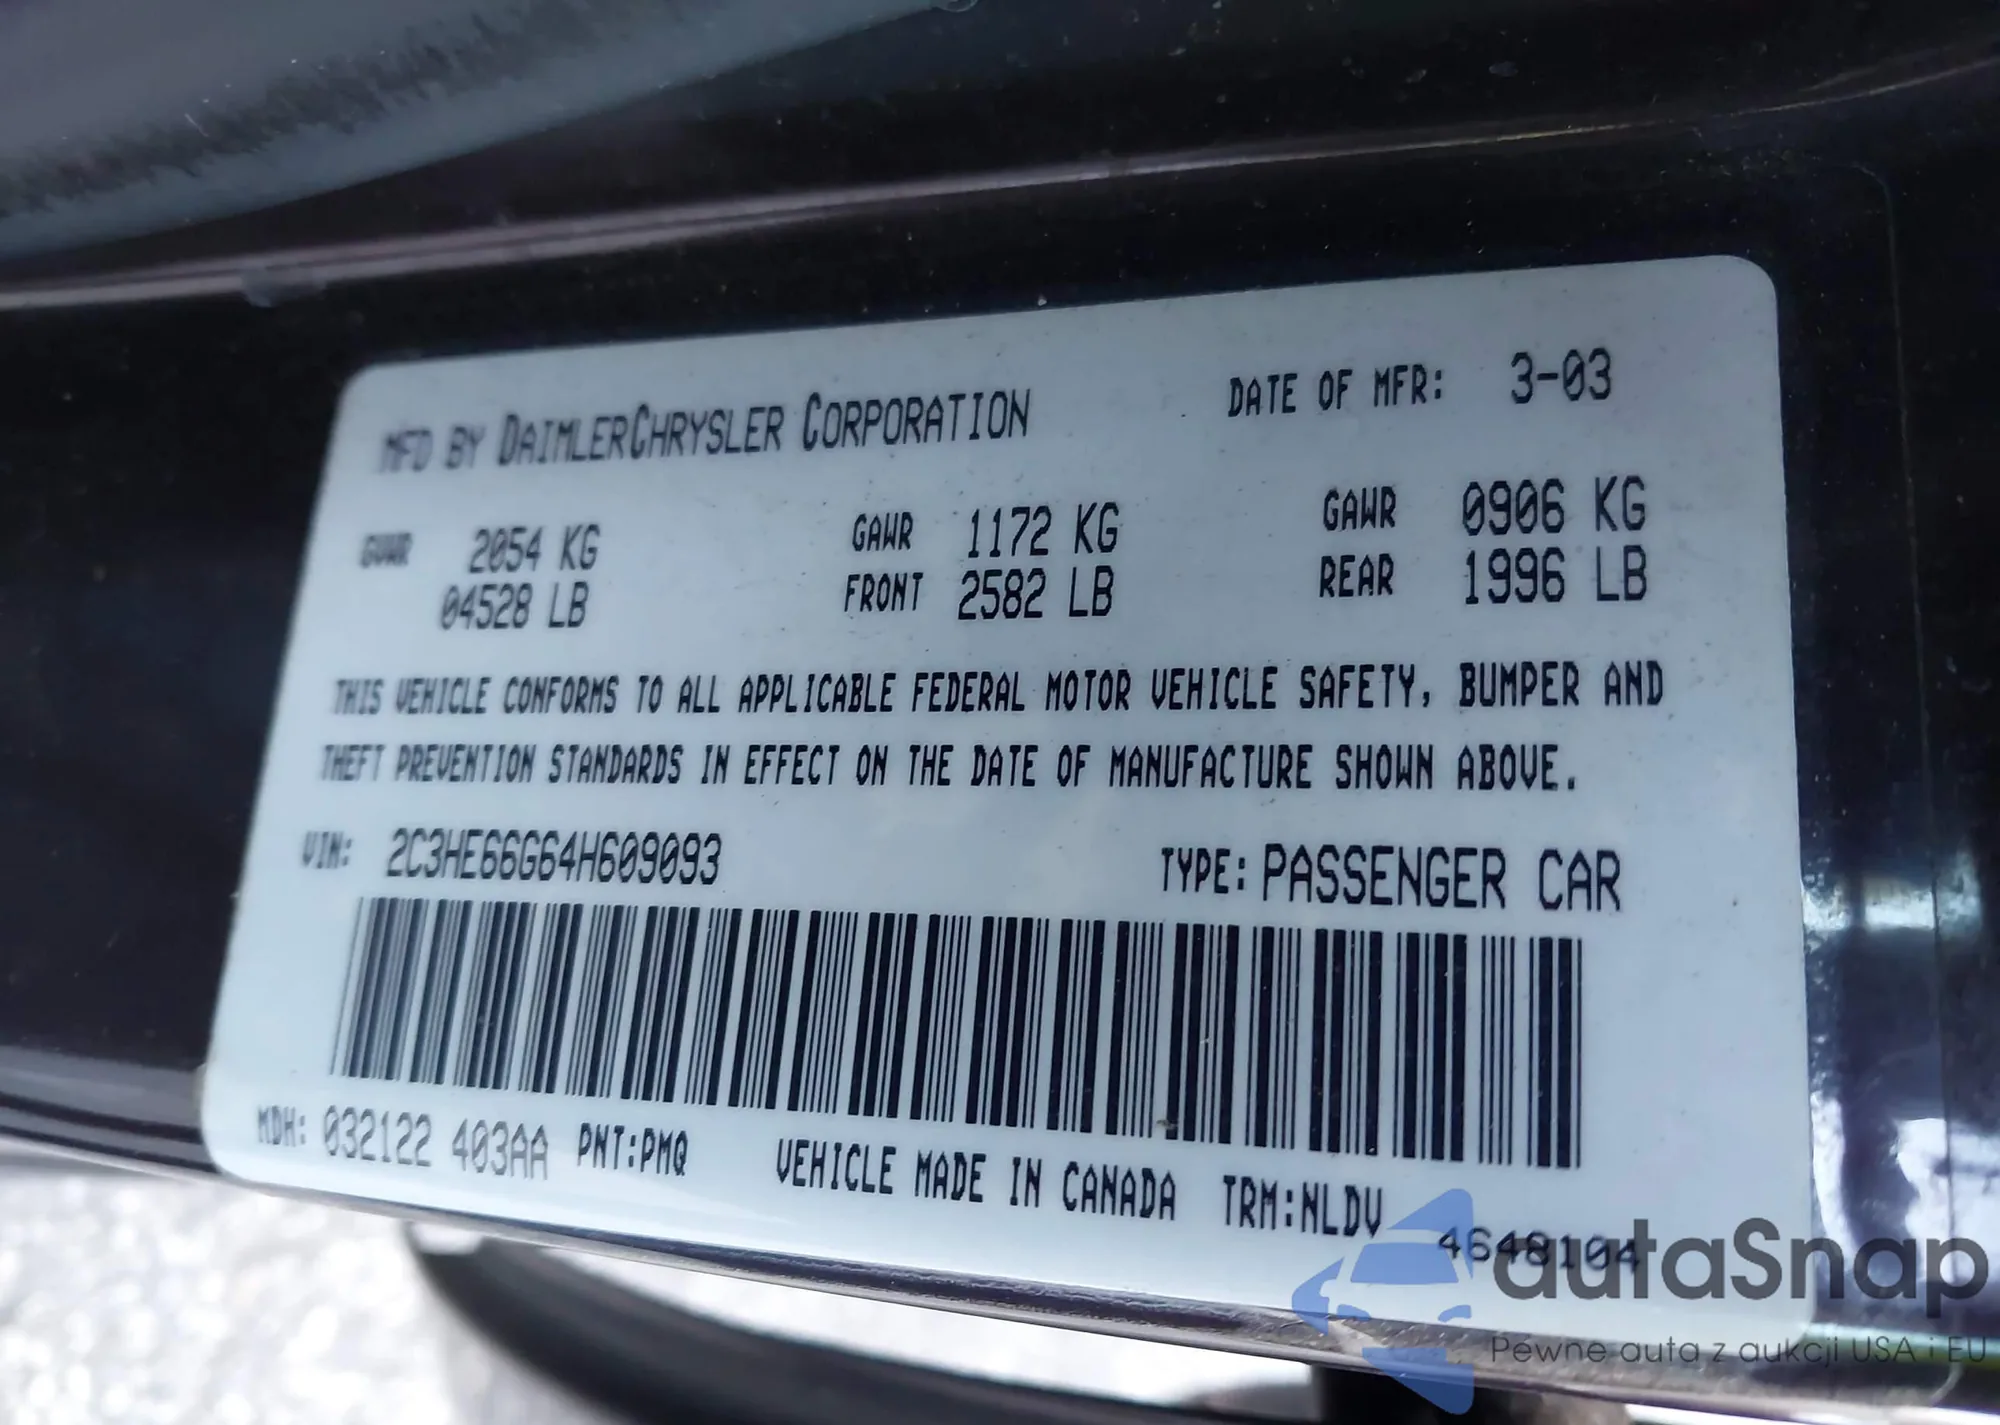 MFD BY DAIMLERCHRYSLER CORPORATION DATE OF MFR: 3-03
GVWR 2054 KG GAWR 1172 KG GAWR 0906 KG
04528 LB FRONT 2582 LB REAR 1996 LB
THIS VEHICLE CONFORMS TO ALL APPLICABLE FEDERAL MOTOR VEHICLE SAFETY, BUMPER AND
THEFT PREVENTION STANDARDS IN EFFECT ON THE DATE OF MANUFACTURE SHOWN ABOVE.
VIN: 2C3HE66G64H609093 TYPE: PASSENGER CAR
MDH: 032122 403AA PNT:PMQ VEHICLE MADE IN CANADA TRM:NLDV
4648104
autaSnap
Pewne auta z aukcji USA i EU